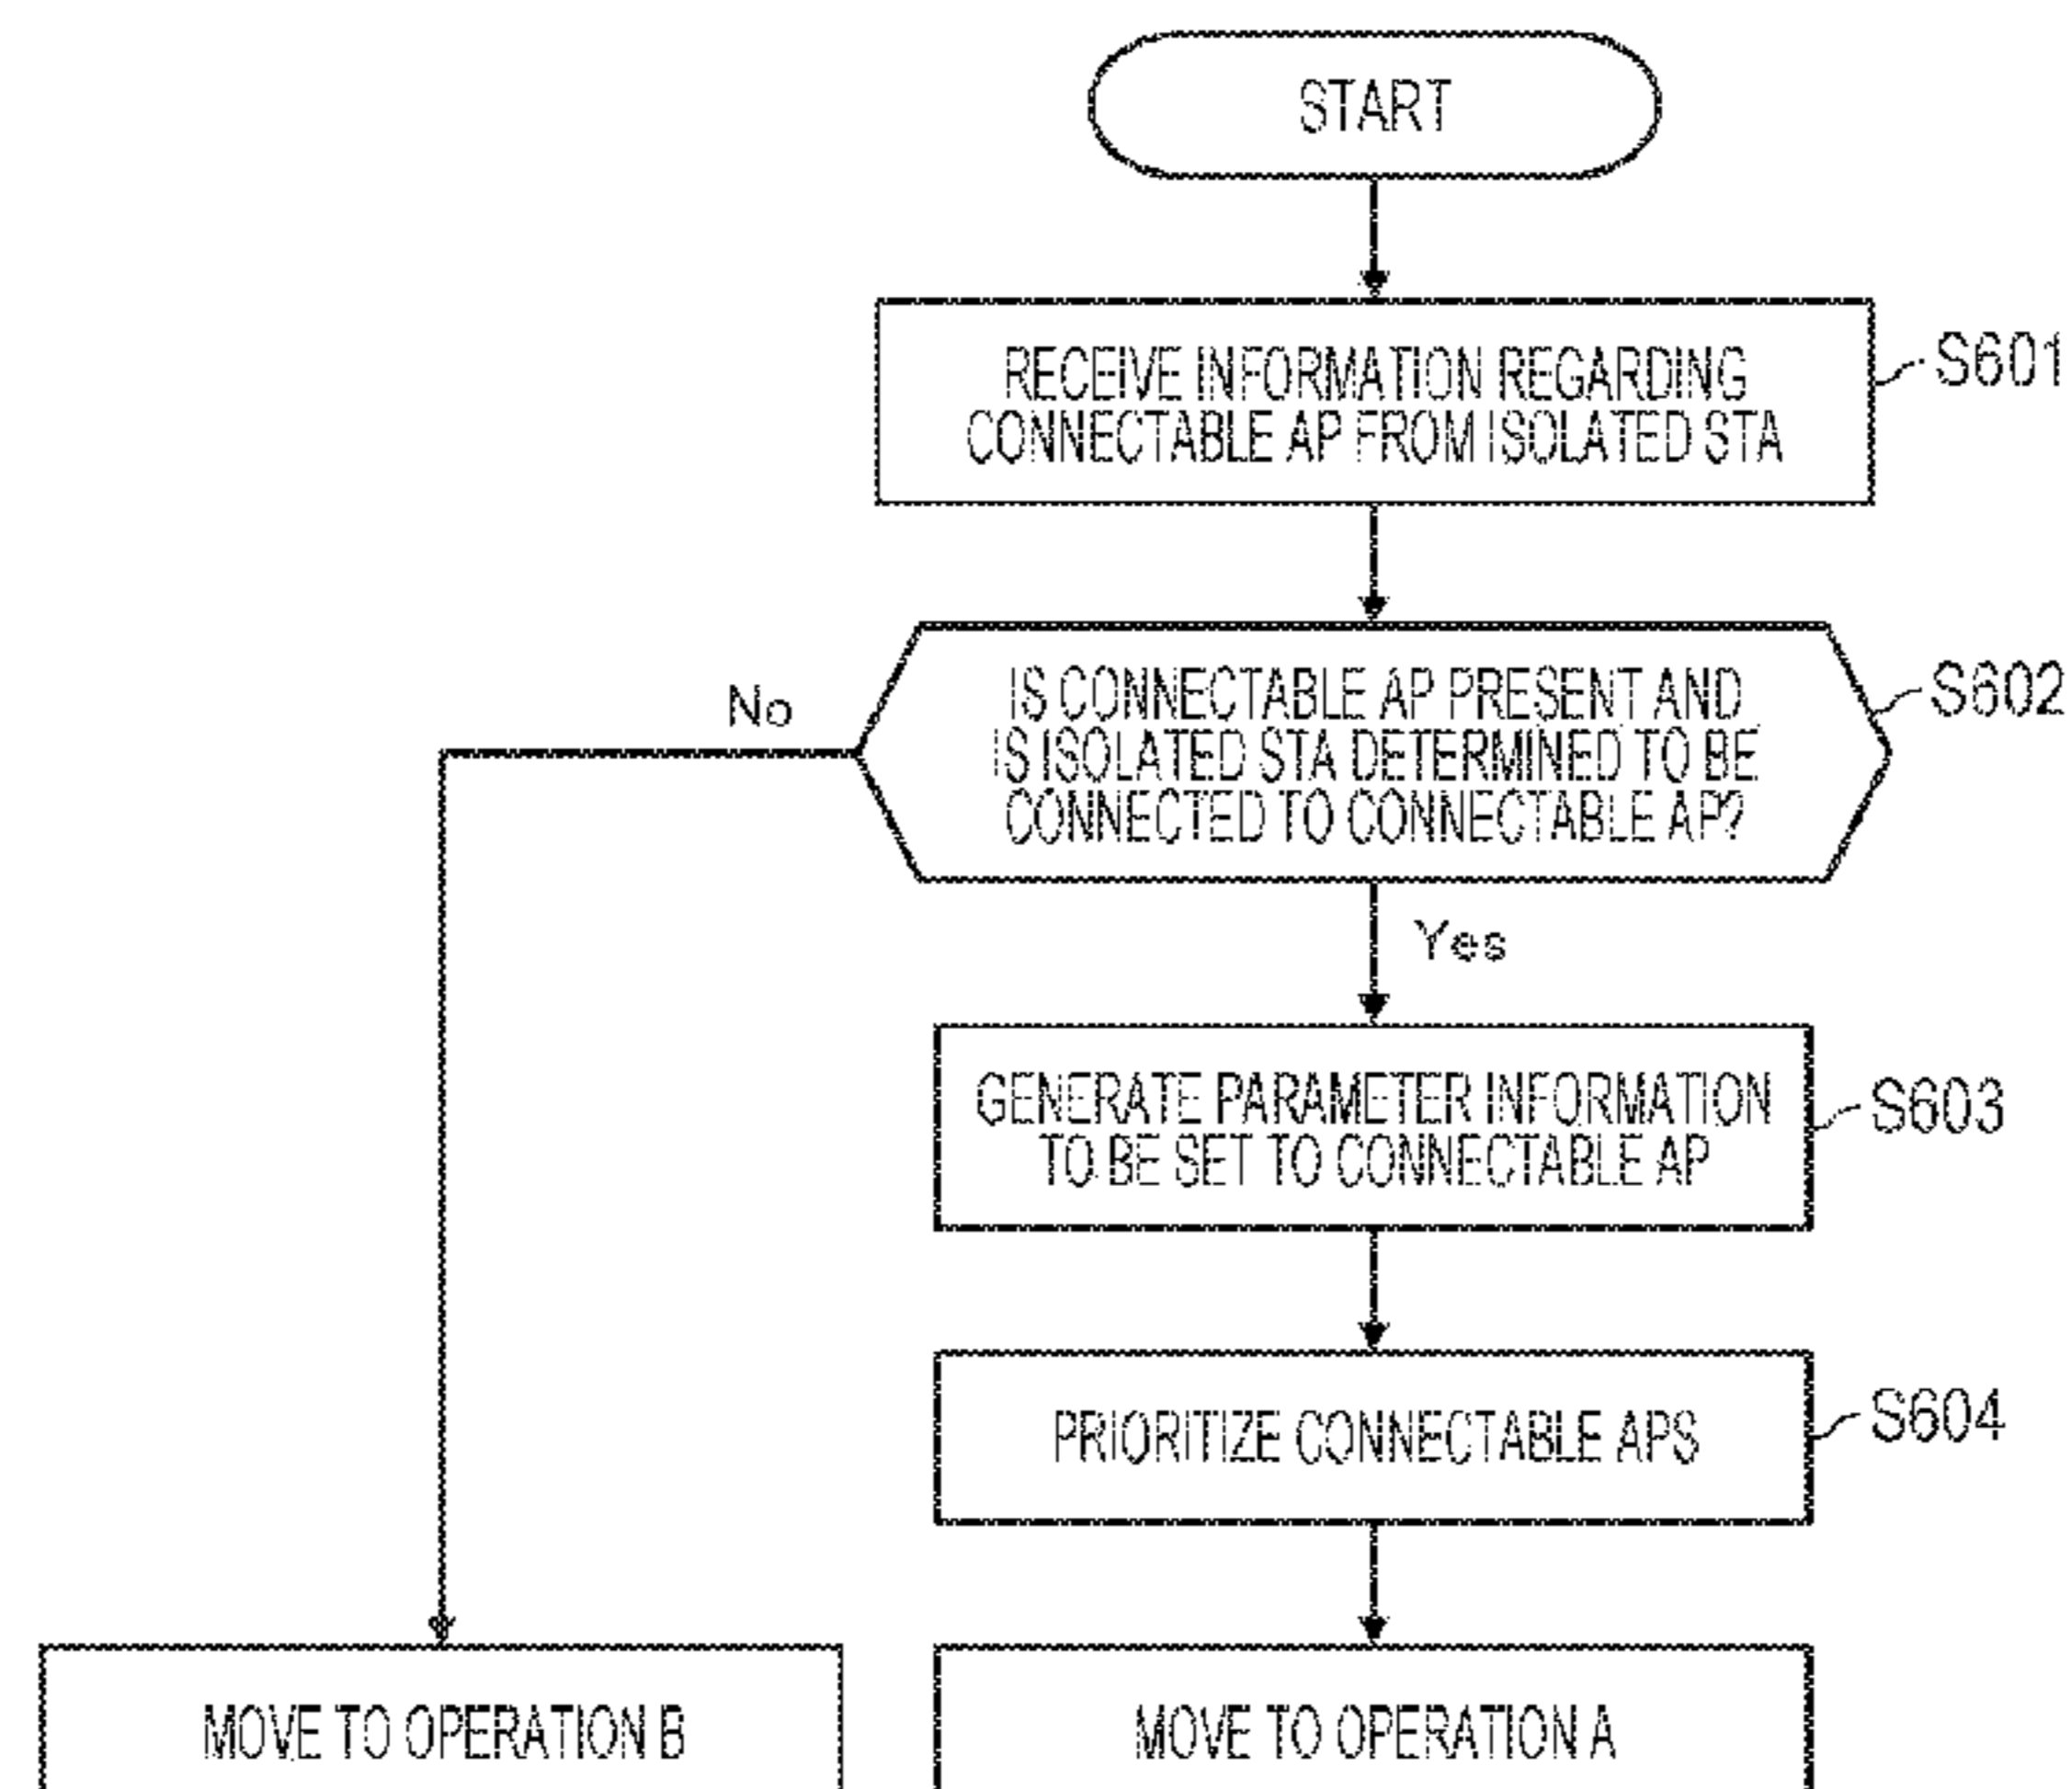 START
RECEIVE INFORMATION REGARDING
CONNECTABLE AP FROM ISOLATED STA
S601
IS CONNECTABLE AP PRESENT AND
IS ISOLATED STA DETERMINED TO BE
CONNECTED TO CONNECTABLE AP?
S602
No
Yes
GENERATE PARAMETER INFORMATION
TO BE SET TO CONNECTABLE AP
S603
PRIORITIZE CONNECTABLE APS
S604
MOVE TO OPERATION B
MOVE TO OPERATION A